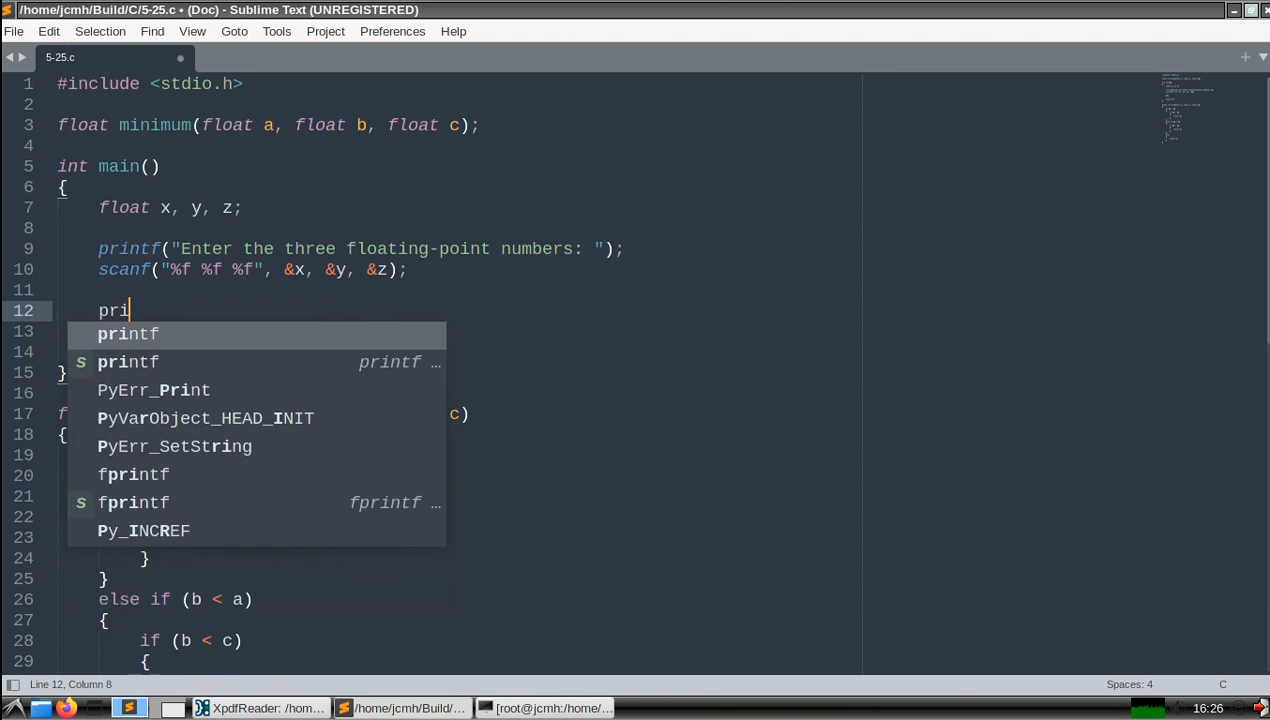 /home/jcmh/Build/C/5-25.c • (Doc) - Sublime Text (UNREGISTERED)
File Edit Selection Find View Goto Tools Project Preferences Help
5-25.c
1 #include <stdio.h>
2
3 float minimum(float a, float b, float c);
4
5 int main()
6 {
7 float x, y, z;
8
9 printf("Enter the three floating-point numbers: ");
10 scanf("%f %f %f", &x, &y, &z);
11
12 pri
13 printf
14 printf printf …
15 } PyErr_Print
16 PyVarObject_HEAD_INIT
17 f c)
18 { PyErr_SetString
19
20 fprintf
21 fprintf fprintf …
22
23 Py_INCREF
24 }
25 }
26 else if (b < a)
27 {
28 if (b < c)
29 {
Line 12, Column 8 Spaces: 4 C
XpdfReader: /hom... /home/jcmh/Build/... [root@jcmh:/home/... 16:26